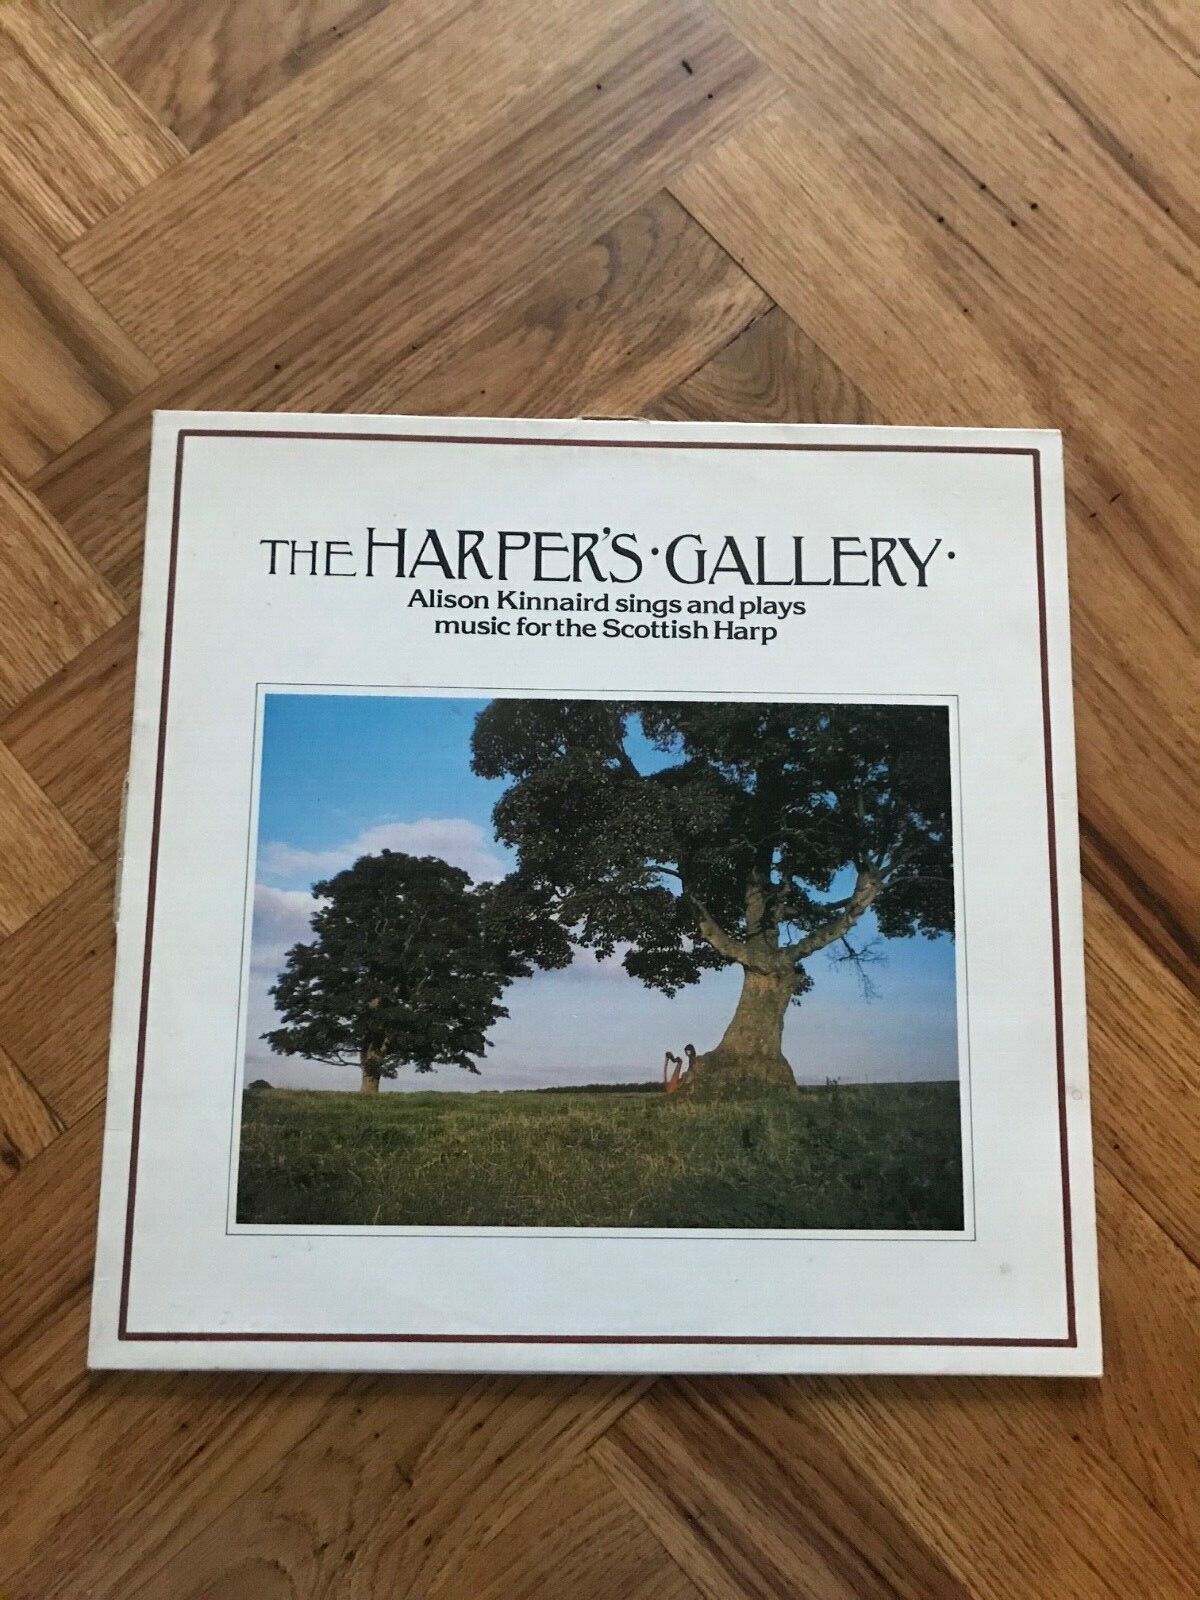 THE HARPER'S · GALLERY ·
Alison Kinnaird sings and plays
music for the Scottish Harp